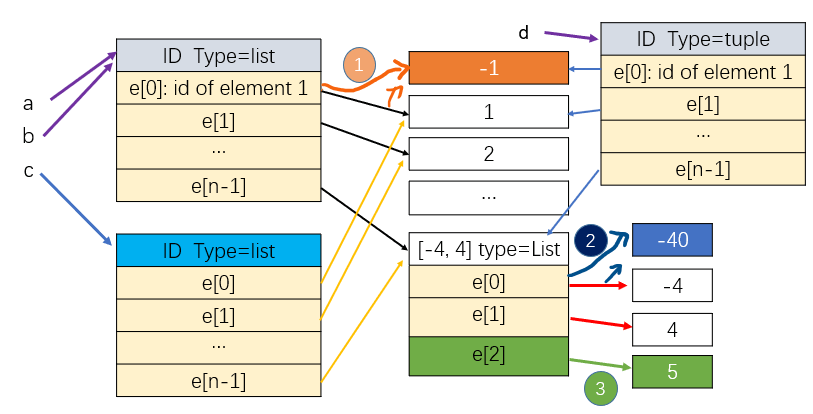 a
b
c
ID Type=list
e[0]: id of element 1
e[1]
...
e[n-1]
ID Type=list
e[0]
e[1]
...
e[n-1]
1
-1
1
2
...
[-4, 4] type=List
e[0]
e[1]
e[2]
d
ID Type=tuple
e[0]: id of element 1
e[1]
...
e[n-1]
2
-40
-4
4
5
3